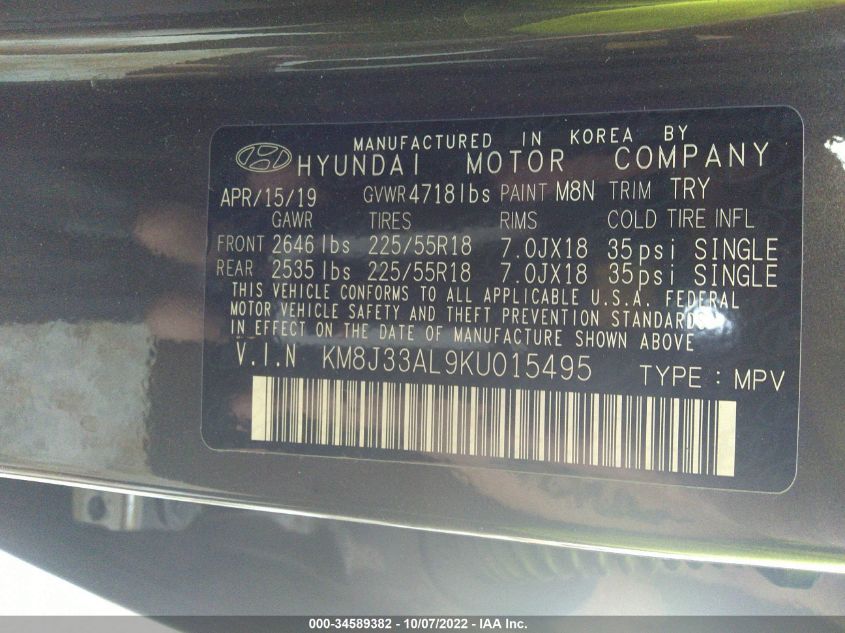 MANUFACTURED IN KOREA BY
HYUNDAI MOTOR COMPANY
APR/15/19 GVWR 4718lbs PAINT M8N TRIM TRY
GAWR TIRES RIMS COLD TIRE INFL
FRONT 2646lbs 225/55R18 7.0JX18 35psi SINGLE
REAR 2535lbs 225/55R18 7.0JX18 35psi SINGLE
THIS VEHICLE CONFORMS TO ALL APPLICABLE U.S.A. FEDERAL
MOTOR VEHICLE SAFETY AND THEFT PREVENTION STANDARDS
IN EFFECT ON THE DATE OF MANUFACTURE SHOWN ABOVE
V.I.N KM8J33AL9KU015495 TYPE : MPV
000-34589382 - 10/07/2022 - IAA Inc.